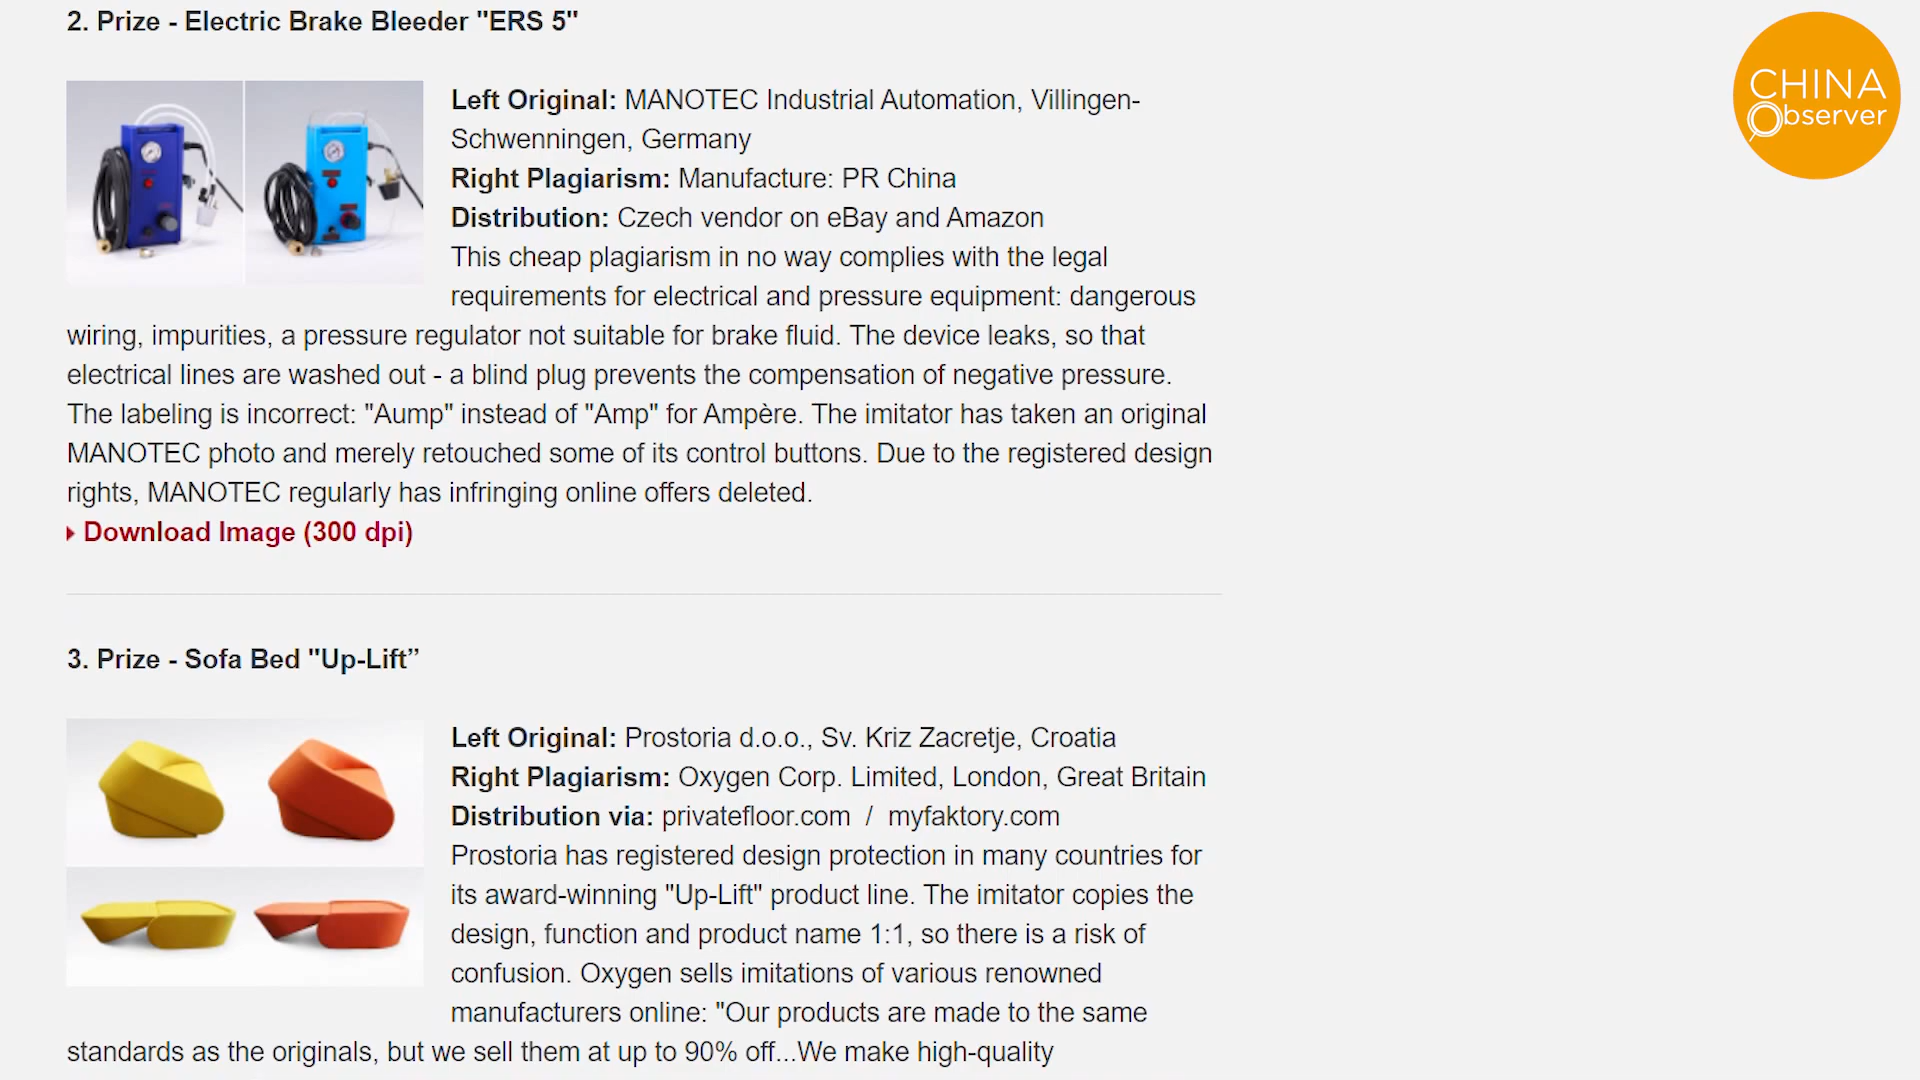 2. Prize - Electric Brake Bleeder "ERS 5"
CHINA
Observer
Left Original: MANOTEC Industrial Automation, Villingen-
Schwenningen, Germany
Right Plagiarism: Manufacture: PR China
Distribution: Czech vendor on eBay and Amazon
This cheap plagiarism in no way complies with the legal
requirements for electrical and pressure equipment: dangerous
wiring, impurities, a pressure regulator not suitable for brake fluid. The device leaks, so that
electrical lines are washed out - a blind plug prevents the compensation of negative pressure.
The labeling is incorrect: "Aump" instead of "Amp" for Ampère. The imitator has taken an original
MANOTEC photo and merely retouched some of its control buttons. Due to the registered design
rights, MANOTEC regularly has infringing online offers deleted.
Download Image (300 dpi)
3. Prize - Sofa Bed "Up-Lift”
Left Original: Prostoria d.o.o., Sv. Kriz Zacretje, Croatia
Right Plagiarism: Oxygen Corp. Limited, London, Great Britain
Distribution via: privatefloor.com / myfaktory.com
Prostoria has registered design protection in many countries for
its award-winning "Up-Lift" product line. The imitator copies the
design, function and product name 1:1, so there is a risk of
confusion. Oxygen sells imitations of various renowned
manufacturers online: "Our products are made to the same
standards as the originals, but we sell them at up to 90% off...We make high-quality